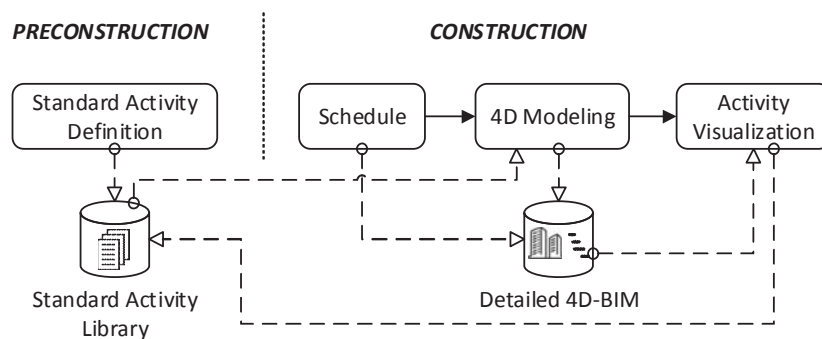 PRECONSTRUCTION
CONSTRUCTION
Standard Activity
Definition
Schedule
4D Modeling
Activity
Visualization
Standard Activity
Library
Detailed 4D-BIM